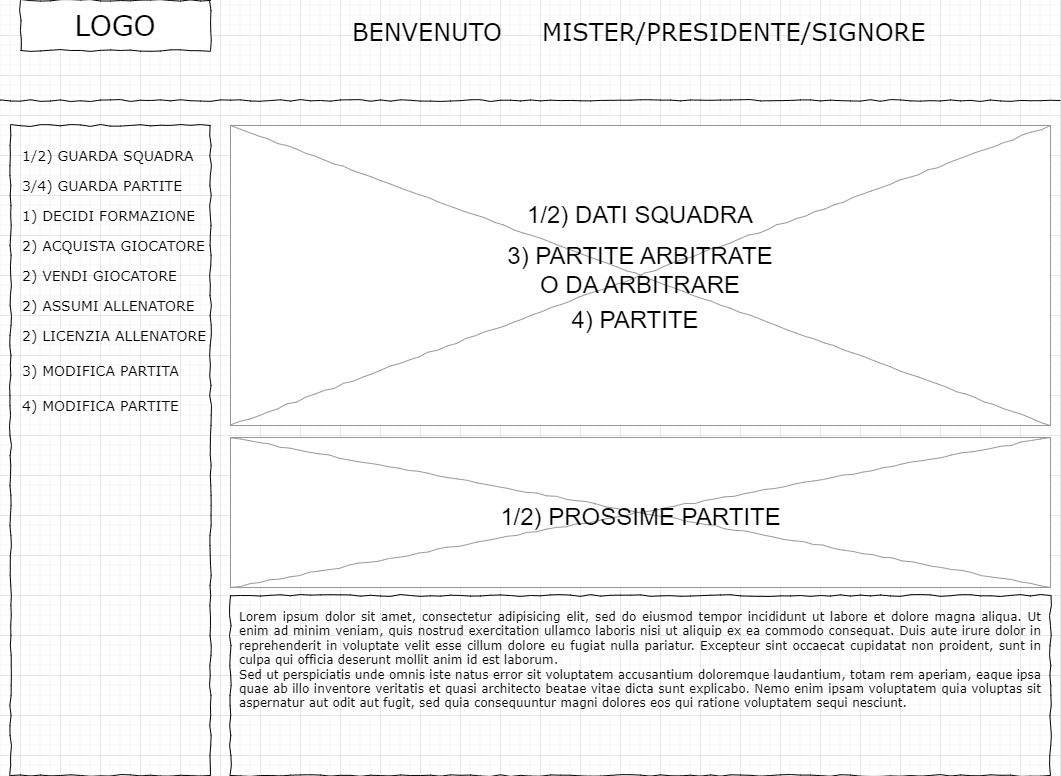 LOGO
BENVENUTO MISTER/PRESIDENTE/SIGNORE
1/2) GUARDA SQUADRA
3/4) GUARDA PARTITE
1) DECIDI FORMAZIONE
2) ACQUISTA GIOCATORE
2) VENDI GIOCATORE
2) ASSUMI ALLENATORE
2) LICENZIA ALLENATORE
3) MODIFICA PARTITA
4) MODIFICA PARTITE
1/2) DATI SQUADRA
3) PARTITE ARBITRATE
O DA ARBITRARE
4) PARTITE
1/2) PROSSIME PARTITE
Lorem ipsum dolor sit amet, consectetur adipisicing elit, sed do eiusmod tempor incididunt ut labore et dolore magna aliqua. Ut
enim ad minim veniam, quis nostrud exercitation ullamco laboris nisi ut aliquip ex ea commodo consequat. Duis aute irure dolor in
reprehenderit in voluptate velit esse cillum dolore eu fugiat nulla pariatur. Excepteur sint occaecat cupidatat non proident, sunt in
culpa qui officia deserunt mollit anim id est laborum.
Sed ut perspiciatis unde omnis iste natus error sit voluptatem accusantium doloremque laudantium, totam rem aperiam, eaque ipsa
quae ab illo inventore veritatis et quasi architecto beatae vitae dicta sunt explicabo. Nemo enim ipsam voluptatem quia voluptas sit
aspernatur aut odit aut fugit, sed quia consequuntur magni dolores eos qui ratione voluptatem sequi nesciunt.